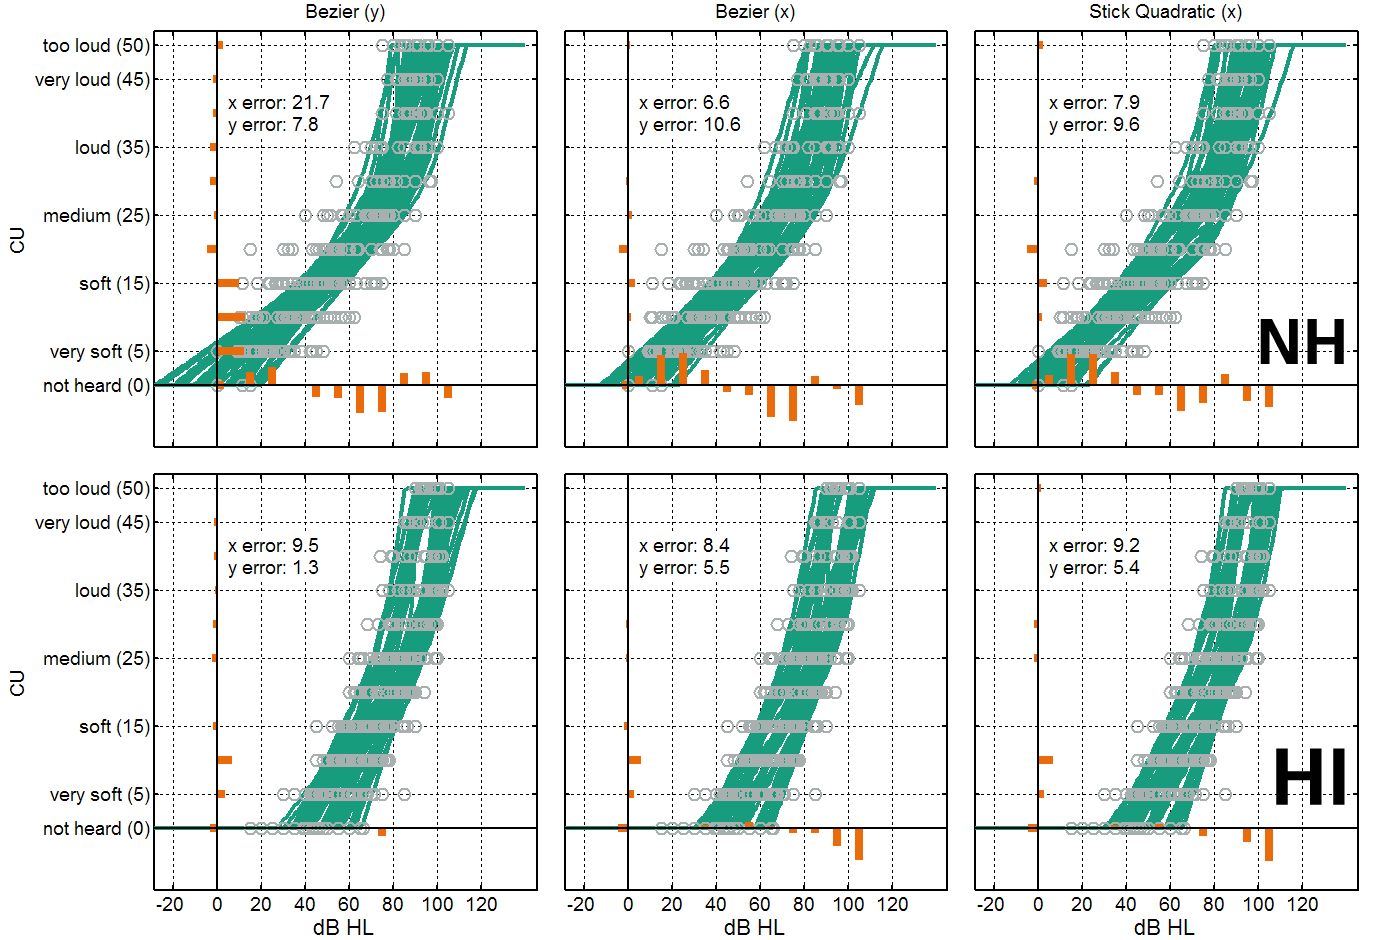 Bezier (y)
Bezier (x)
Stick Quadratic (x)
too loud (50)
very loud (45)
loud (35)
medium (25)
soft (15)
very soft (5)
not heard (0)
CU
x error: 21.7
y error: 7.8
x error: 6.6
y error: 10.6
x error: 7.9
y error: 9.6
NH
too loud (50)
very loud (45)
loud (35)
medium (25)
soft (15)
very soft (5)
not heard (0)
CU
x error: 9.5
y error: 1.3
x error: 8.4
y error: 5.5
x error: 9.2
y error: 5.4
HI
-20 0 20 40 60 80 100 120
-20 0 20 40 60 80 100 120
-20 0 20 40 60 80 100 120
dB HL
dB HL
dB HL